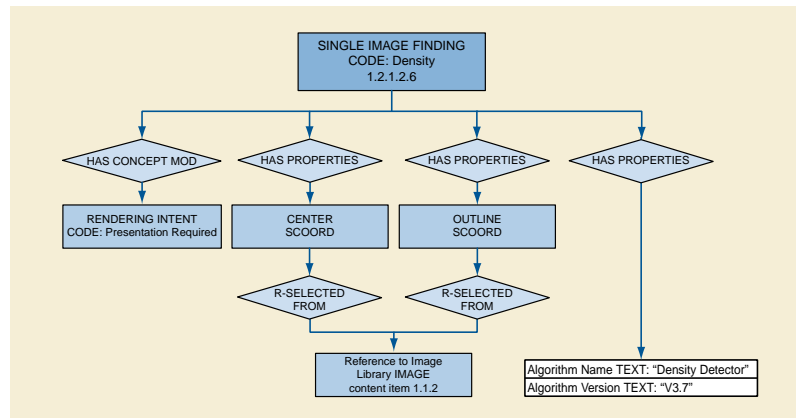 SINGLE IMAGE FINDING
CODE: Density
1.2.1.2.6
HAS CONCEPT MOD
HAS PROPERTIES
HAS PROPERTIES
HAS PROPERTIES
RENDERING INTENT
CODE: Presentation Required
CENTER
SCOORD
OUTLINE
SCOORD
R-SELECTED
FROM
R-SELECTED
FROM
Reference to Image
Library IMAGE
content item 1.1.2
Algorithm Name TEXT: “Density Detector”
Algorithm Version TEXT: “V3.7”